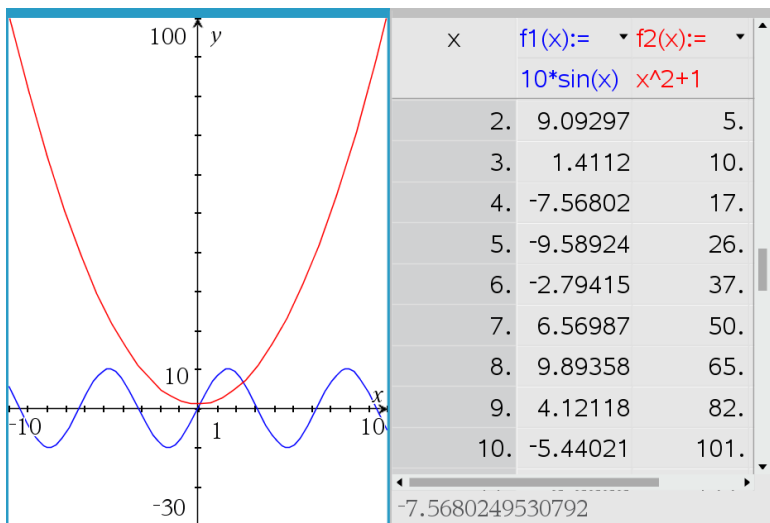 100 y
10
x
-10 1 10
-30
x f1(x):= f2(x):=
10*sin(x) x^2+1
2. 9.09297 5.
3. 1.4112 10.
4. -7.56802 17.
5. -9.58924 26.
6. -2.79415 37.
7. 6.56987 50.
8. 9.89358 65.
9. 4.12118 82.
10. -5.44021 101.
-7.5680249530792